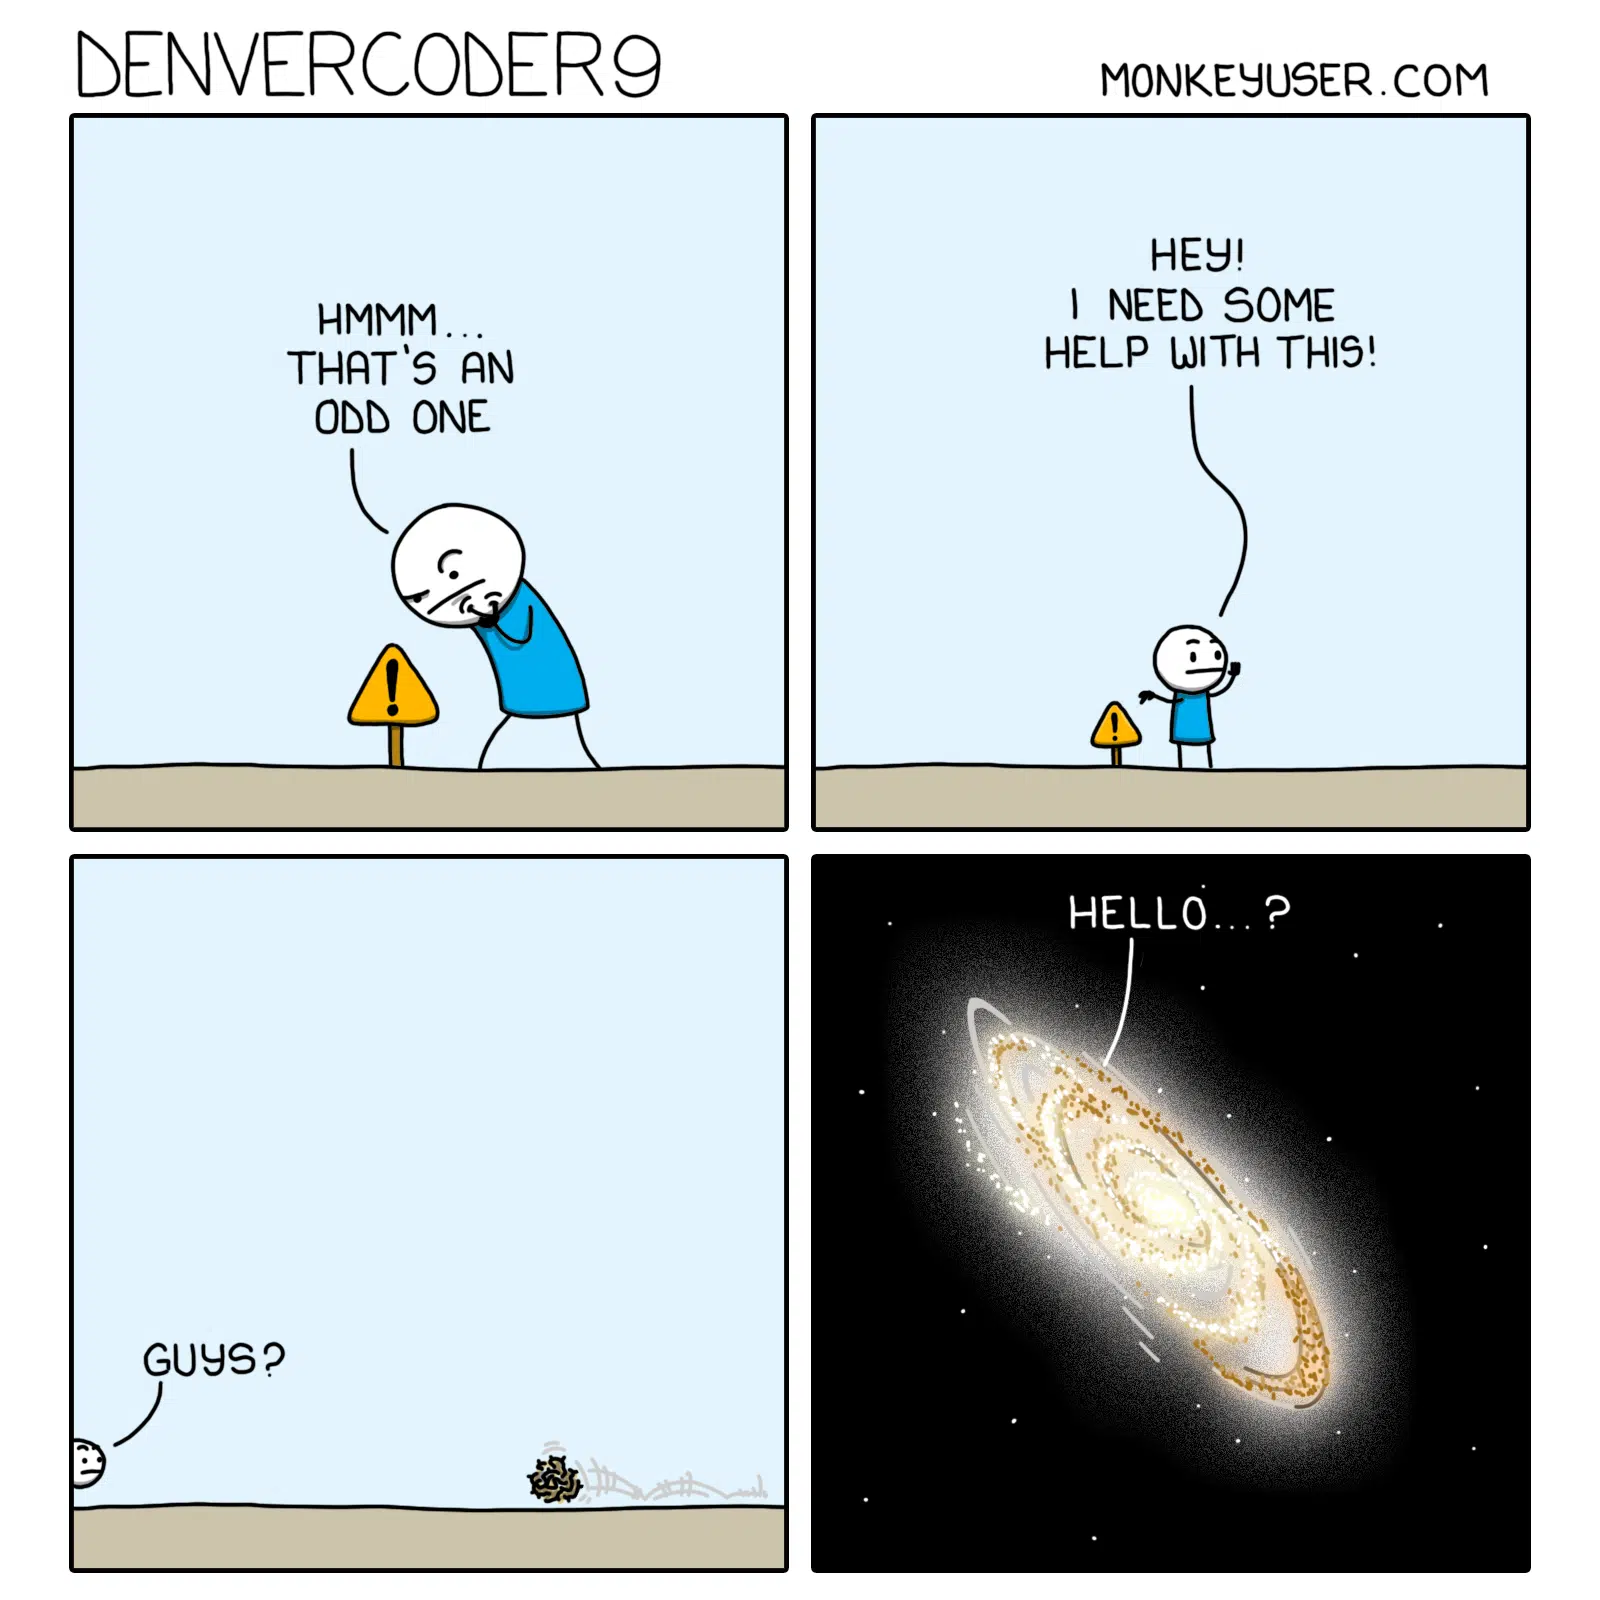 DENVERCODER9
MONKEYUSER.COM
HMMM...
THAT'S AN
ODD ONE
!
HEY!
I NEED SOME
HELP WITH THIS!
!
GUYS?
HELLO...?